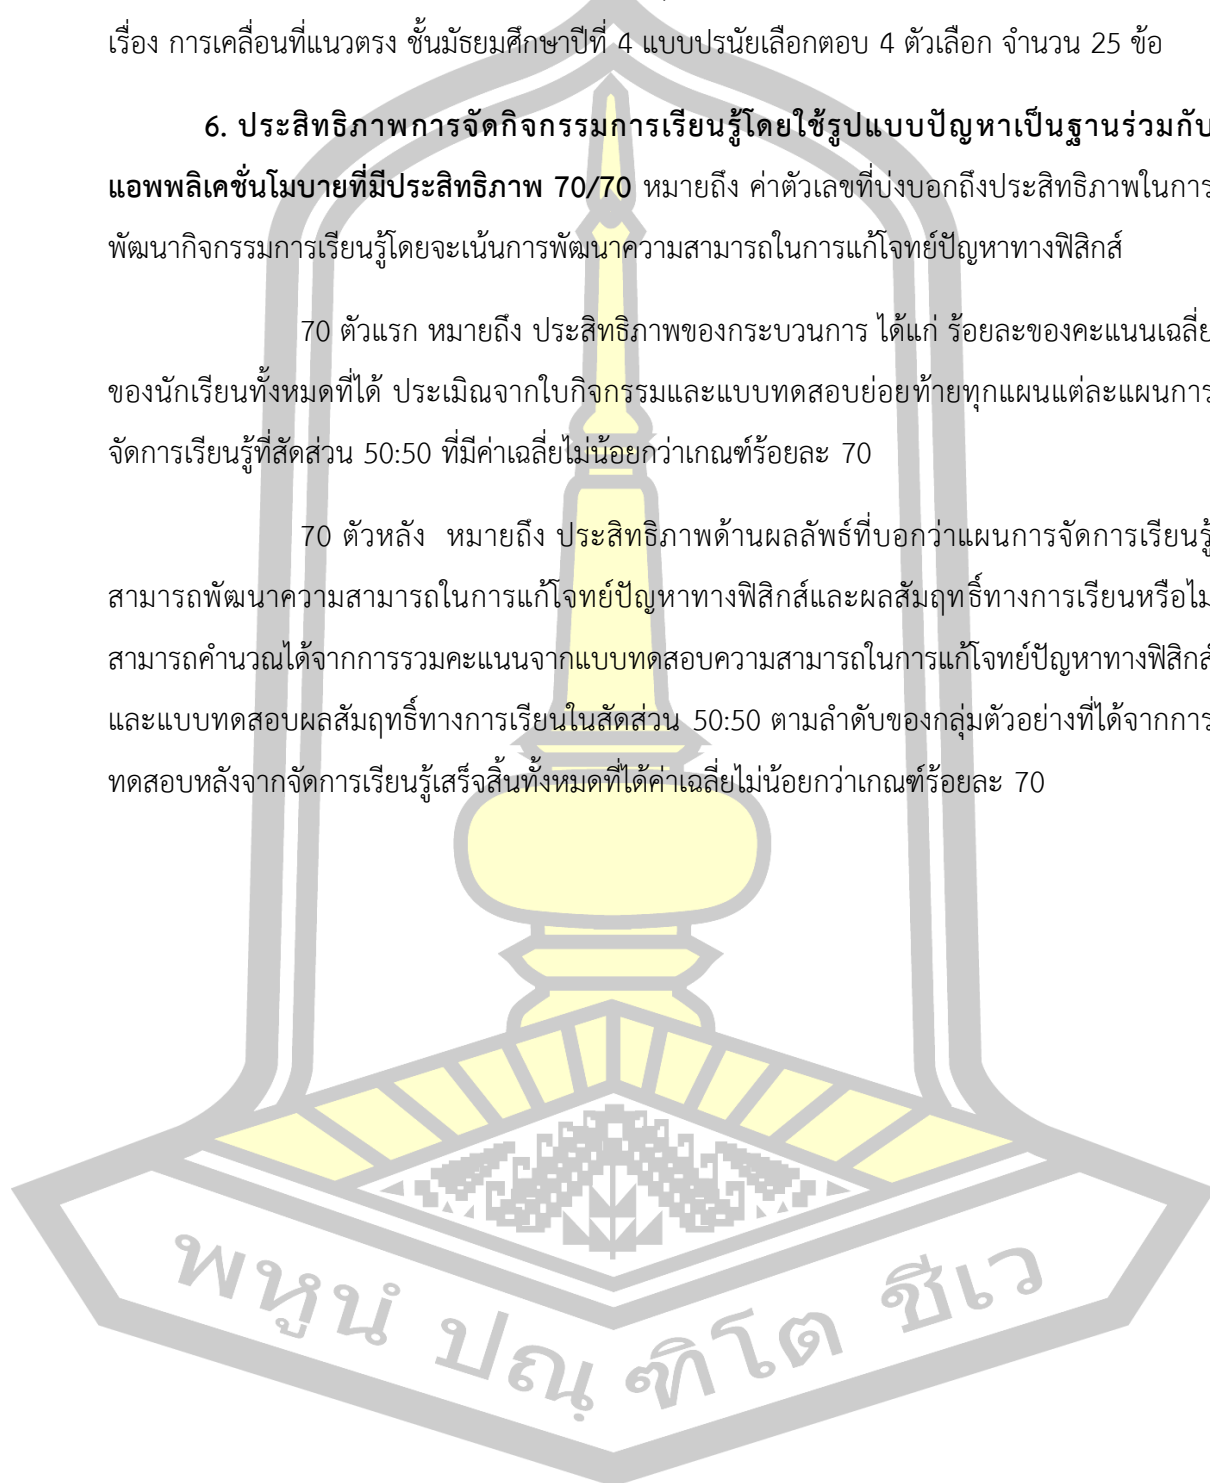 เรื่อง การเคลื่อนที่แนวตรง ชั้นมัธยมศึกษาปีที่ 4 แบบปรนัยเลือกตอบ 4 ตัวเลือก จำนวน 25 ข้อ
6. ประสิทธิภาพการจัดกิจกรรมการเรียนรู้โดยใช้รูปแบบปัญหาเป็นฐานร่วมกับ
แอพพลิเคชั่นโมบายที่มีประสิทธิภาพ 70/70 หมายถึง ค่าตัวเลขที่บ่งบอกถึงประสิทธิภาพในการ
พัฒนากิจกรรมการเรียนรู้โดยจะเน้นการพัฒนาความสามารถในการแก้โจทย์ปัญหาทางฟิสิกส์
70 ตัวแรก หมายถึง ประสิทธิภาพของกระบวนการ ได้แก่ ร้อยละของคะแนนเฉลี่ย
ของนักเรียนทั้งหมดที่ได้ ประเมิณจากใบกิจกรรมและแบบทดสอบย่อยท้ายทุกแผนแต่ละแผนการ
จัดการเรียนรู้ที่สัดส่วน 50:50 ที่มีค่าเฉลี่ยไม่น้อยกว่าเกณฑ์ร้อยละ 70
70 ตัวหลัง หมายถึง ประสิทธิภาพด้านผลลัพธ์ที่บอกว่าแผนการจัดการเรียนรู้
สามารถพัฒนาความสามารถในการแก้โจทย์ปัญหาทางฟิสิกส์และผลสัมฤทธิ์ทางการเรียนหรือไม่
สามารถคำนวณได้จากการรวมคะแนนจากแบบทดสอบความสามารถในการแก้โจทย์ปัญหาทางฟิสิกส์
และแบบทดสอบผลสัมฤทธิ์ทางการเรียนในสัดส่วน 50:50 ตามลำดับของกลุ่มตัวอย่างที่ได้จากการ
ทดสอบหลังจากจัดการเรียนรู้เสร็จสิ้นทั้งหมดที่ได้ค่าเฉลี่ยไม่น้อยกว่าเกณฑ์ร้อยละ 70
พหูนํ ปณฺฑิโต ชีเว